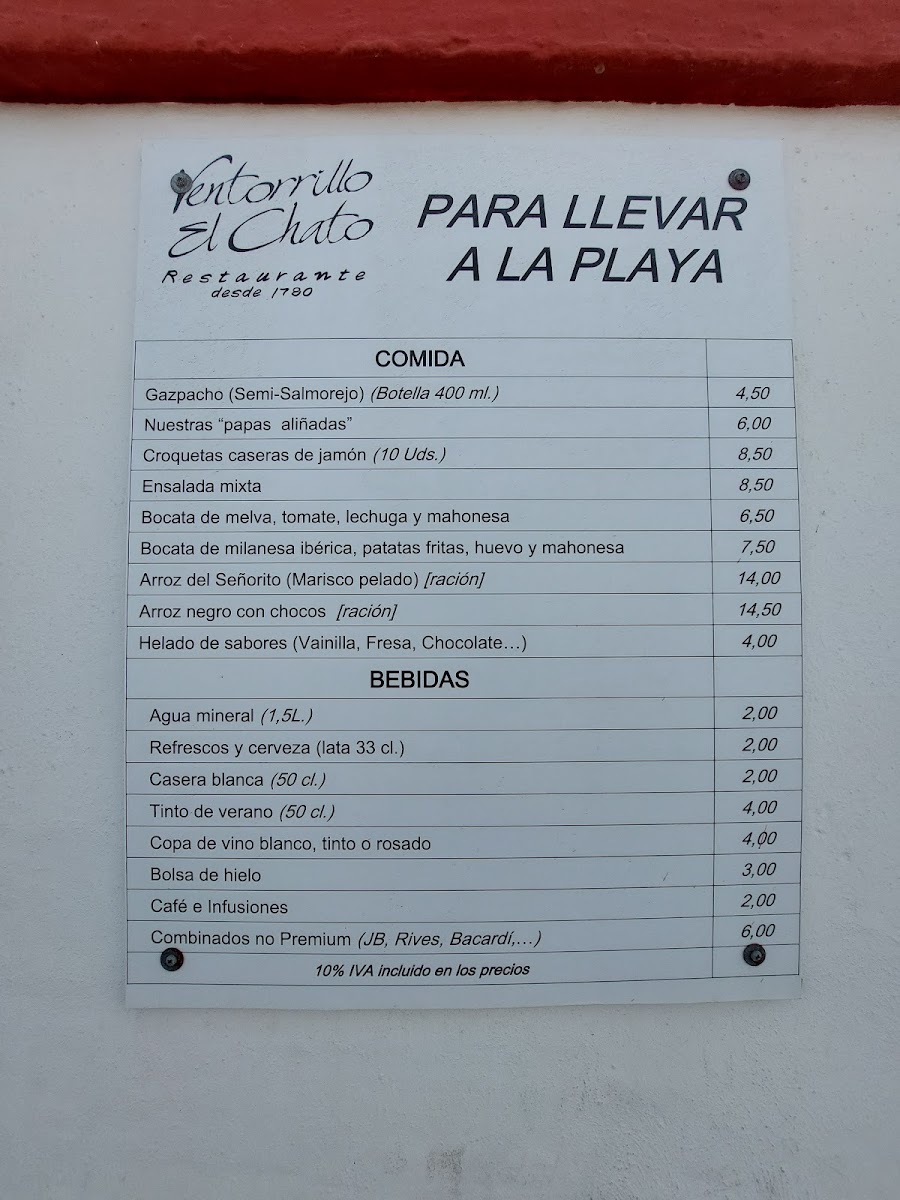 Ventorrillo
El Chato
Restaurante
desde 1780
PARA LLEVAR
A LA PLAYA
COMIDA
Gazpacho (Semi-Salmorejo) (Botella 400 ml.) 4,50
Nuestras “papas aliñadas” 6,00
Croquetas caseras de jamón (10 Uds.) 8,50
Ensalada mixta 8,50
Bocata de melva, tomate, lechuga y mahonesa 6,50
Bocata de milanesa ibérica, patatas fritas, huevo y mahonesa 7,50
Arroz del Señorito (Marisco pelado) [ración] 14,00
Arroz negro con chocos [ración] 14,50
Helado de sabores (Vainilla, Fresa, Chocolate…) 4,00
BEBIDAS
Agua mineral (1,5L.) 2,00
Refrescos y cerveza (lata 33 cl.) 2,00
Casera blanca (50 cl.) 2,00
Tinto de verano (50 cl.) 4,00
Copa de vino blanco, tinto o rosado 4,00
Bolsa de hielo 3,00
Café e Infusiones 2,00
Combinados no Premium (JB, Rives, Bacardí,…) 6,00
10% IVA incluido en los precios